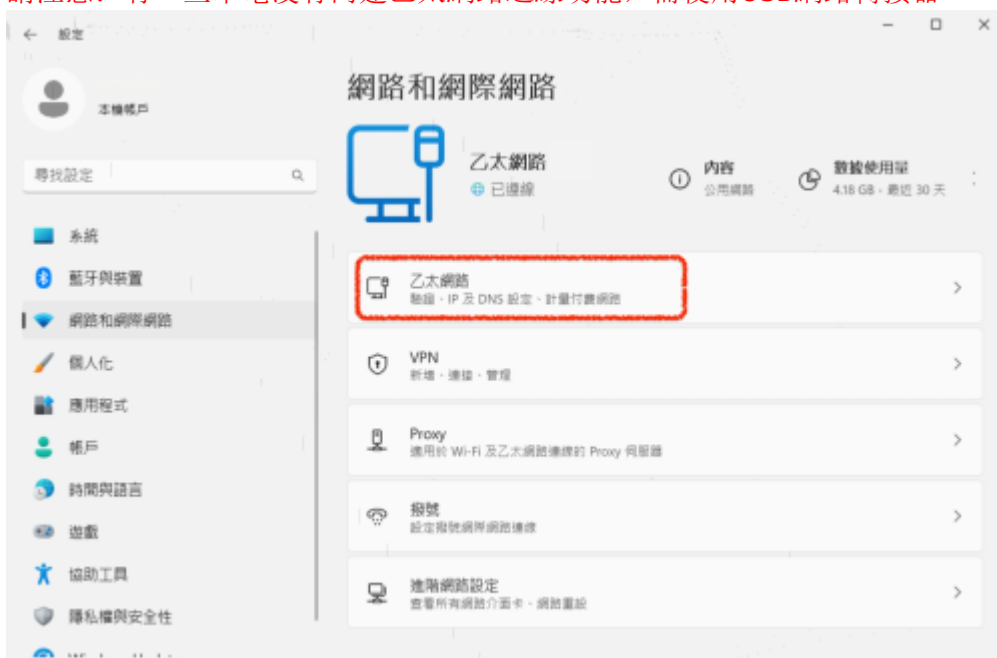 設定
本機帳戶
尋找設定
系統
藍牙與裝置
網路和網際網路
個人化
應用程式
帳戶
時間與語言
遊戲
協助工具
隱私權與安全性
網路和網際網路
乙太網路
已連線
內容
公用網路
數據使用量
4.18 GB,最近 30 天
乙太網路
驗證、IP 及 DNS 設定、計量付費網路
VPN
新增、連接、管理
Proxy
適用於 Wi-Fi 及乙太網路連線的 Proxy 伺服器
撥號
設定撥號網際網路連線
進階網路設定
查看所有網路介面卡、網路重設